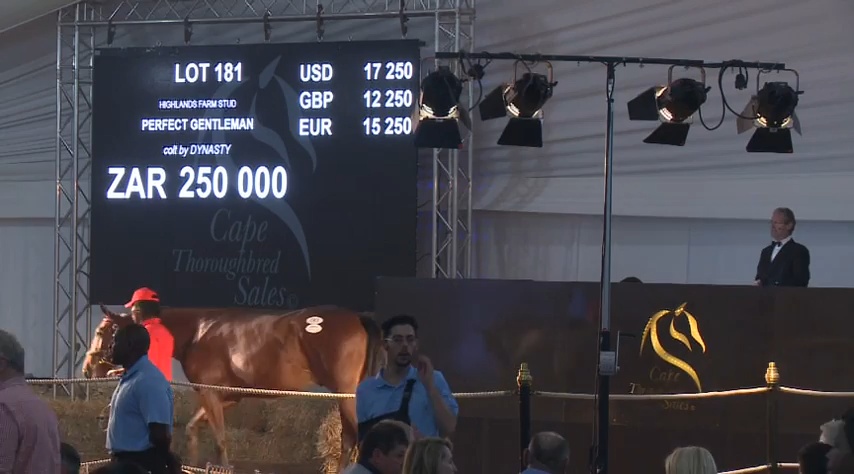 LOT 181
HIGHLANDS FARM STUD
PERFECT GENTLEMAN
colt by DYNASTY
ZAR 250 000
USD 17 250
GBP 12 250
EUR 15 250
Cape
Thoroughbred
Sales
Cape